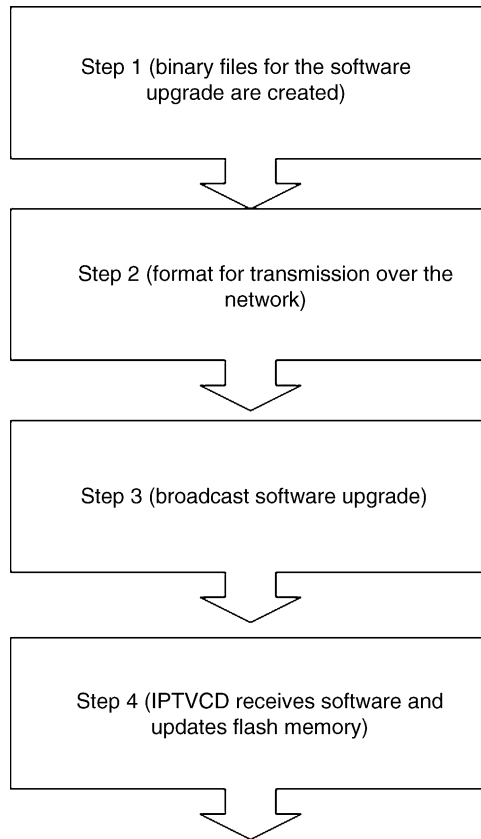 Step 1 (binary files for the software
upgrade are created)
Step 2 (format for transmission over the
network)
Step 3 (broadcast software upgrade)
Step 4 (IPTVCD receives software and
updates flash memory)